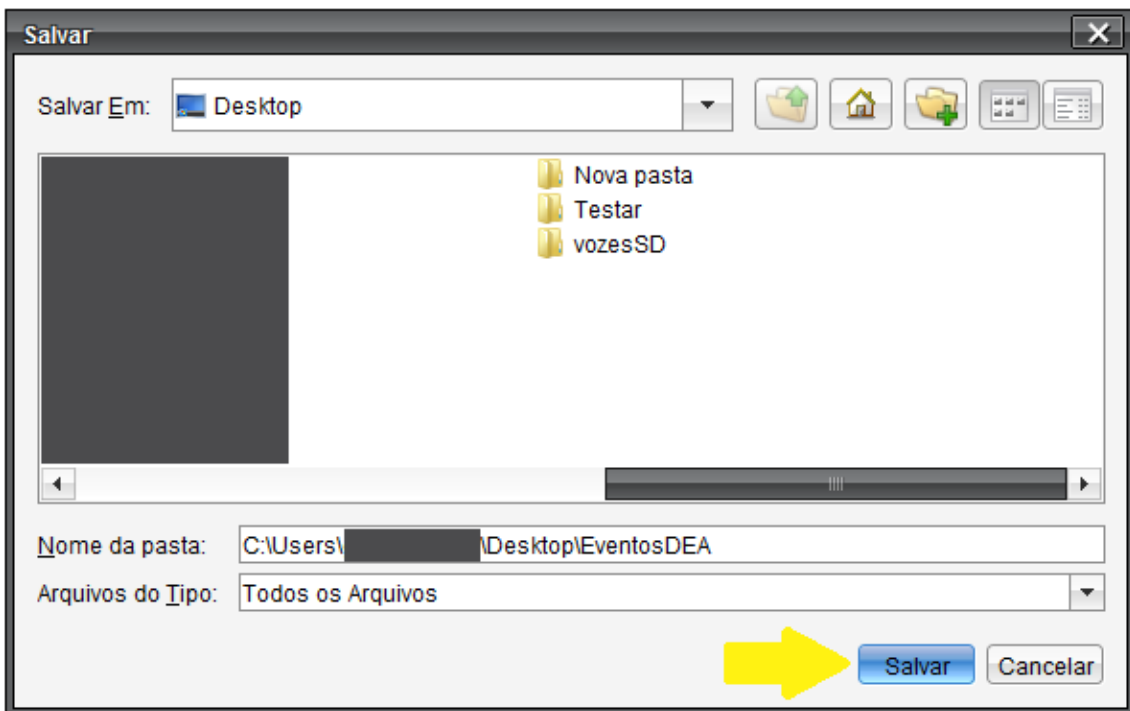 Salvar
Salvar Em: Desktop
Nova pasta
Testar
vozesSD
Nome da pasta: C:\Users\ \Desktop\EventosDEA
Arquivos do Tipo: Todos os Arquivos
Salvar Cancelar